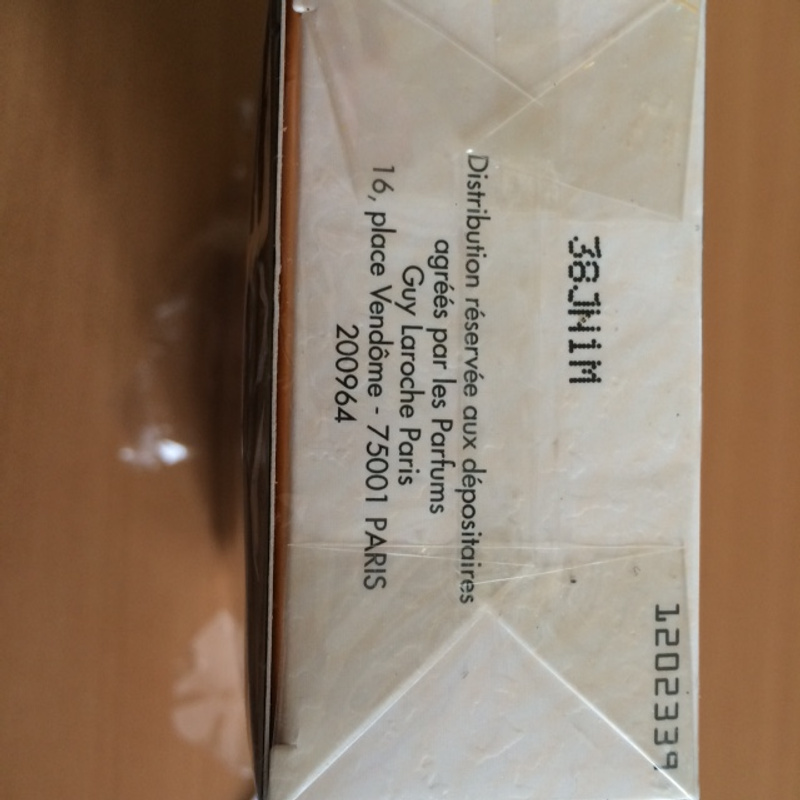 1202339
38JN1M
Distribution réservée aux dépositaires
agréés par les Parfums
Guy Laroche Paris
16, place Vendôme - 75001 PARIS
200964